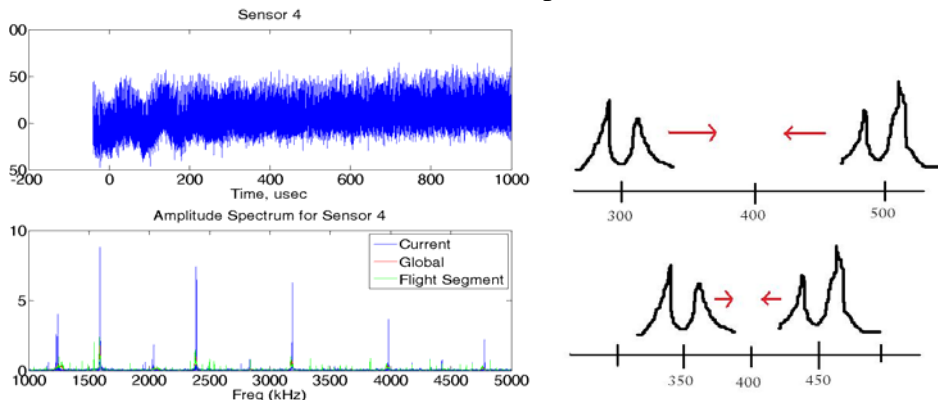 Sensor 4
00
50
0
50
-200 0 200 400 600 800 1000
Time, usec
Amplitude Spectrum for Sensor 4
10
5
0
Current
Global
Flight Segment
1000 1500 2000 2500 3000 3500 4000 4500 5000
Freq (kHz)
300 400 500
350 400 450